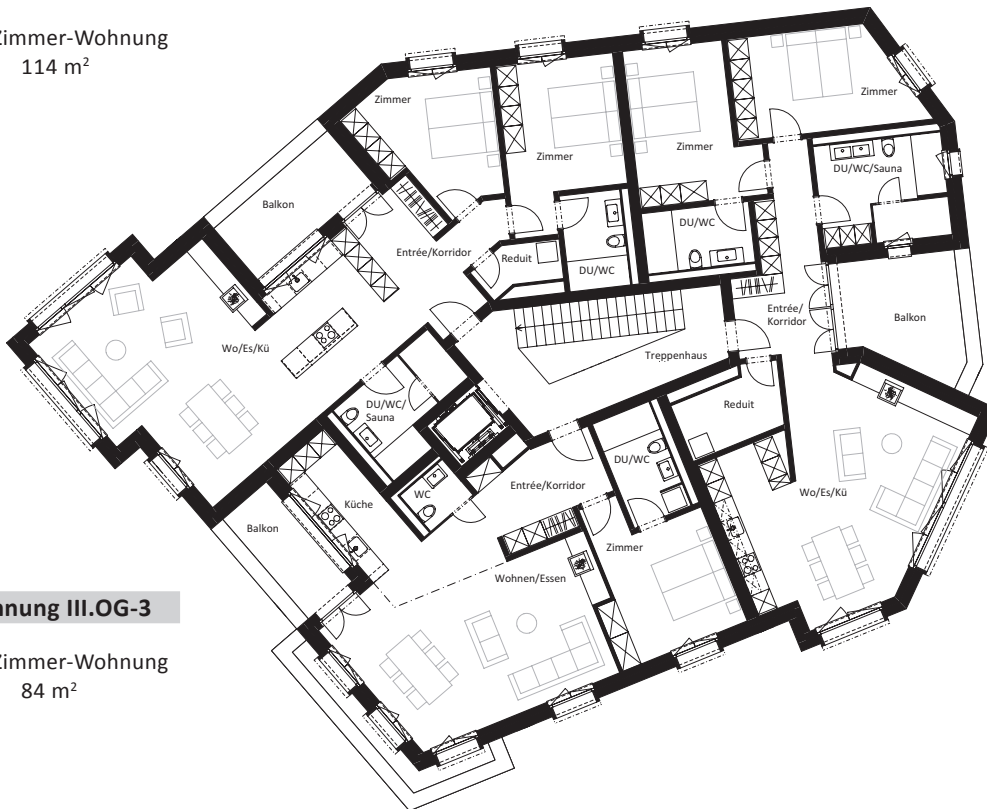 Zimmer-Wohnung
114 m²
Zimmer
Zimmer
Zimmer
Zimmer
DU/WC/Sauna
Balkon
Entrée/Korridor
Reduit
DU/WC
DU/WC
Entrée/
Korridor
Balkon
Wo/Es/Kü
Treppenhaus
DU/WC/
Sauna
Reduit
DU/WC
WC
Entrée/Korridor
Küche
Wo/Es/Kü
Balkon
Zimmer
Wohnen/Essen
hnung III.OG-3
Zimmer-Wohnung
84 m²